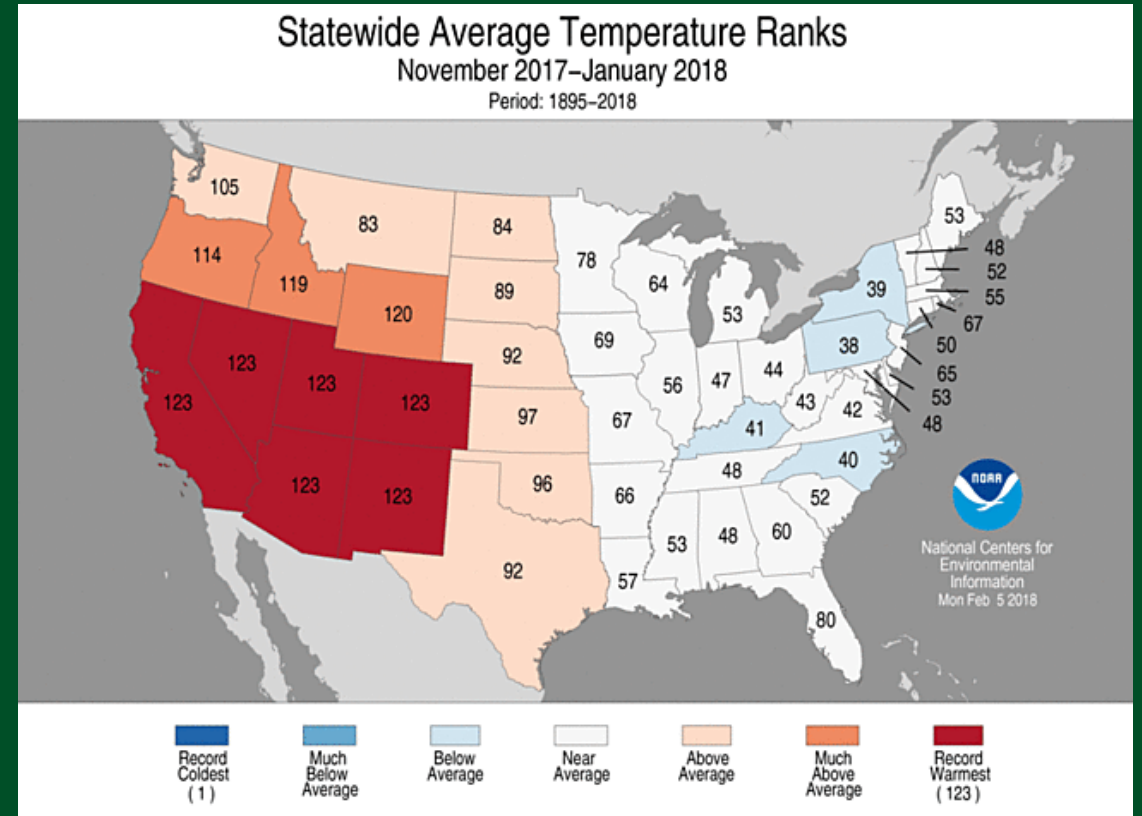 Statewide Average Temperature Ranks
November 2017–January 2018
Period: 1895–2018
105
83
84
78
53
114
119
120
89
64
53
39
48
52
55
67
50
65
53
48
123
123
123
123
92
69
56
47
44
38
43
42
123
123
97
67
41
40
96
66
48
52
92
57
53
48
60
80
NOAA
National Centers for
Environmental
Information
Mon Feb 5 2018
Record
Coldest
( 1 )
Much
Below
Average
Below
Average
Near
Average
Above
Average
Much
Above
Average
Record
Warmest
( 123 )